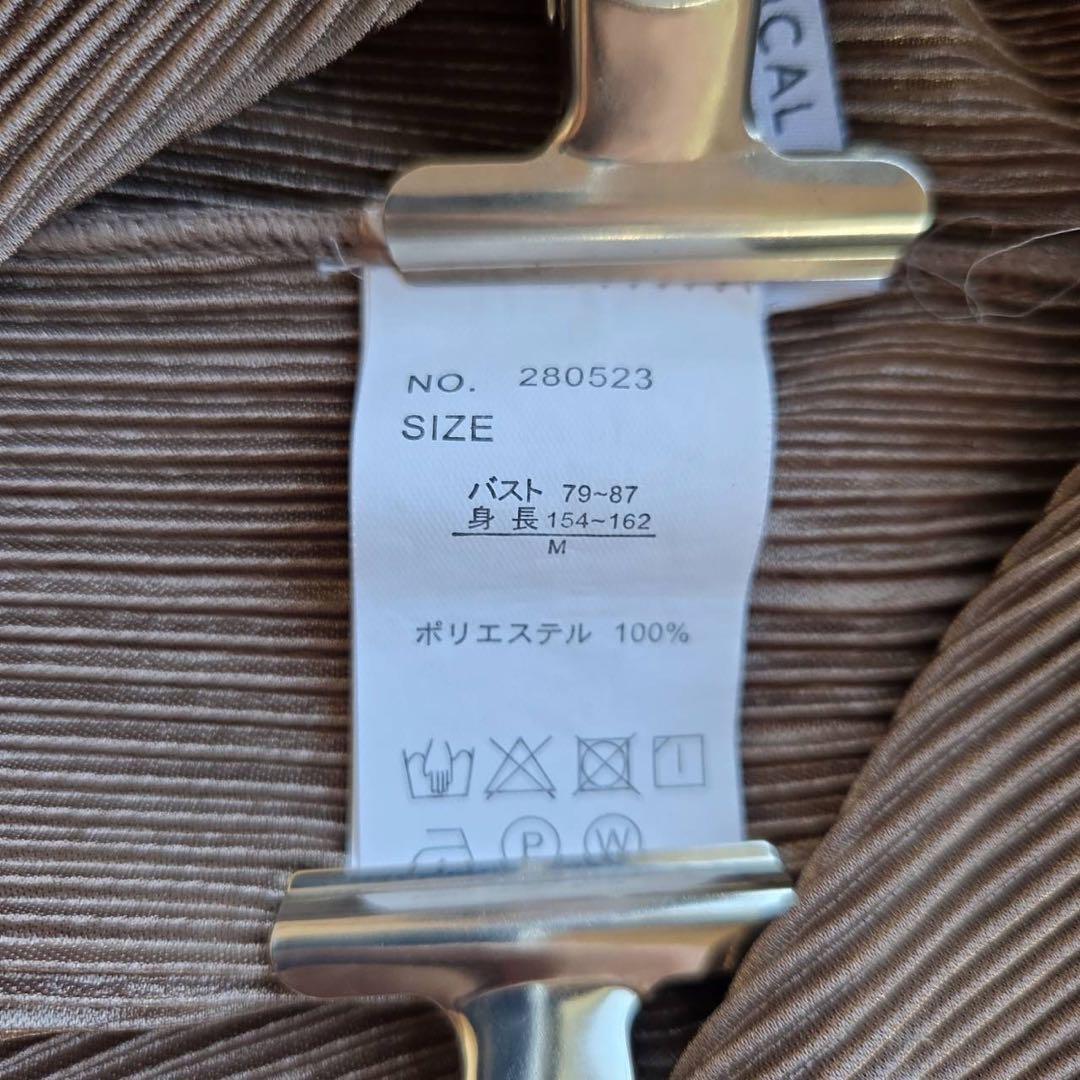 CAL
NO. 280523
SIZE
バスト 79~87
身長 154~162
M
ポリエステル 100%
P W